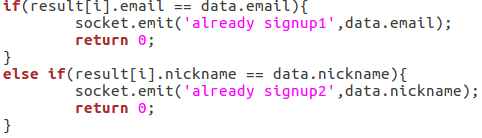 if(result[i].email == data.email){
socket.emit('already signup1',data.email);
return 0;
}
else if(result[i].nickname == data.nickname){
socket.emit('already signup2',data.nickname);
return 0;
}